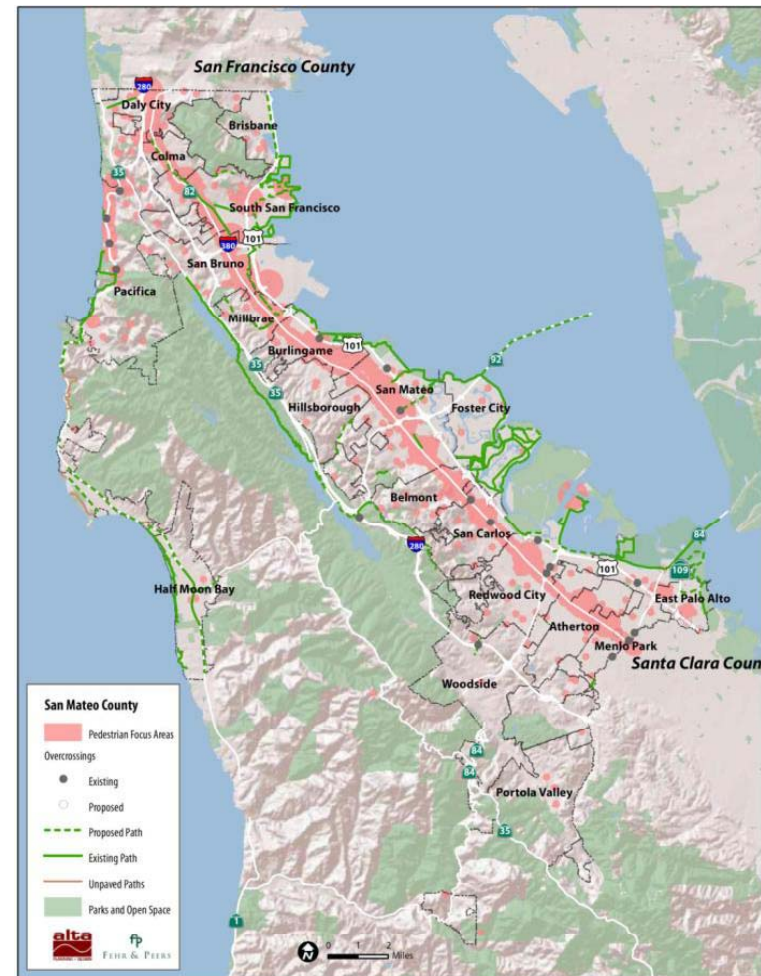 San Francisco County
280
Daly City
Brisbane
Colma
35
82
South San Francisco
101
380
San Bruno
Pacifica
Millbrae
101
Burlingame
35
92
35
San Mateo
Hillsborough
Foster City
Belmont
San Carlos
84
280
101
109
Half Moon Bay
Redwood City
East Palo Alto
Atherton
Menlo Park
Santa Clara Coun
Woodside
84
84
Portola Valley
35
1
San Mateo County
Pedestrian Focus Areas
Overcrossings
Existing
Proposed
Proposed Path
Existing Path
Unpaved Paths
Parks and Open Space
alta
fp
FEHR & PEERS
N
0 1 2
Miles